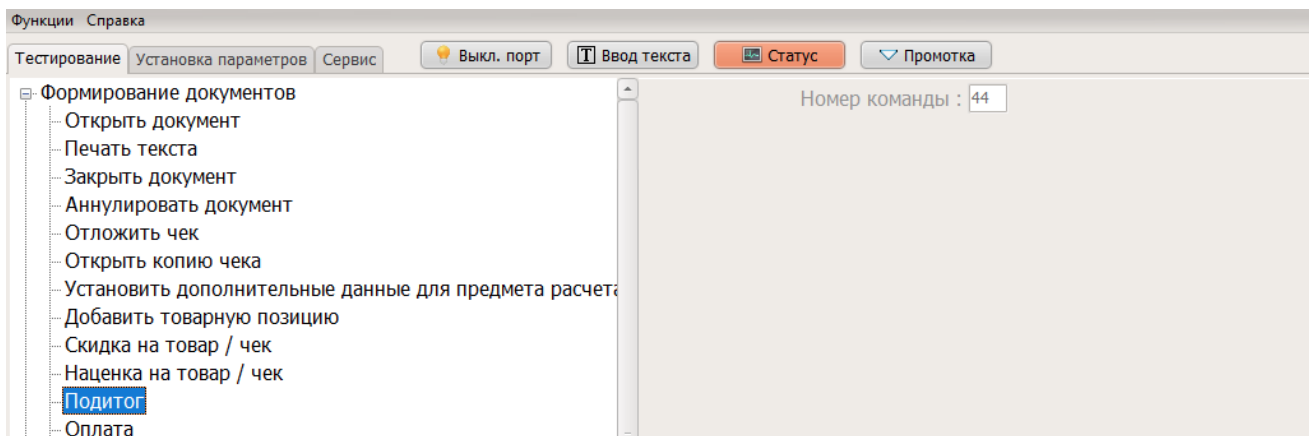 Функции Справка
Тестирование Установка параметров Сервис Выкл. порт T Ввод текста Статус Промотка
Формирование документов
Номер команды : 44
Открыть документ
Печать текста
Закрыть документ
Аннулировать документ
Отложить чек
Открыть копию чека
Установить дополнительные данные для предмета расчета
Добавить товарную позицию
Скидка на товар / чек
Наценка на товар / чек
Подитог
Оплата